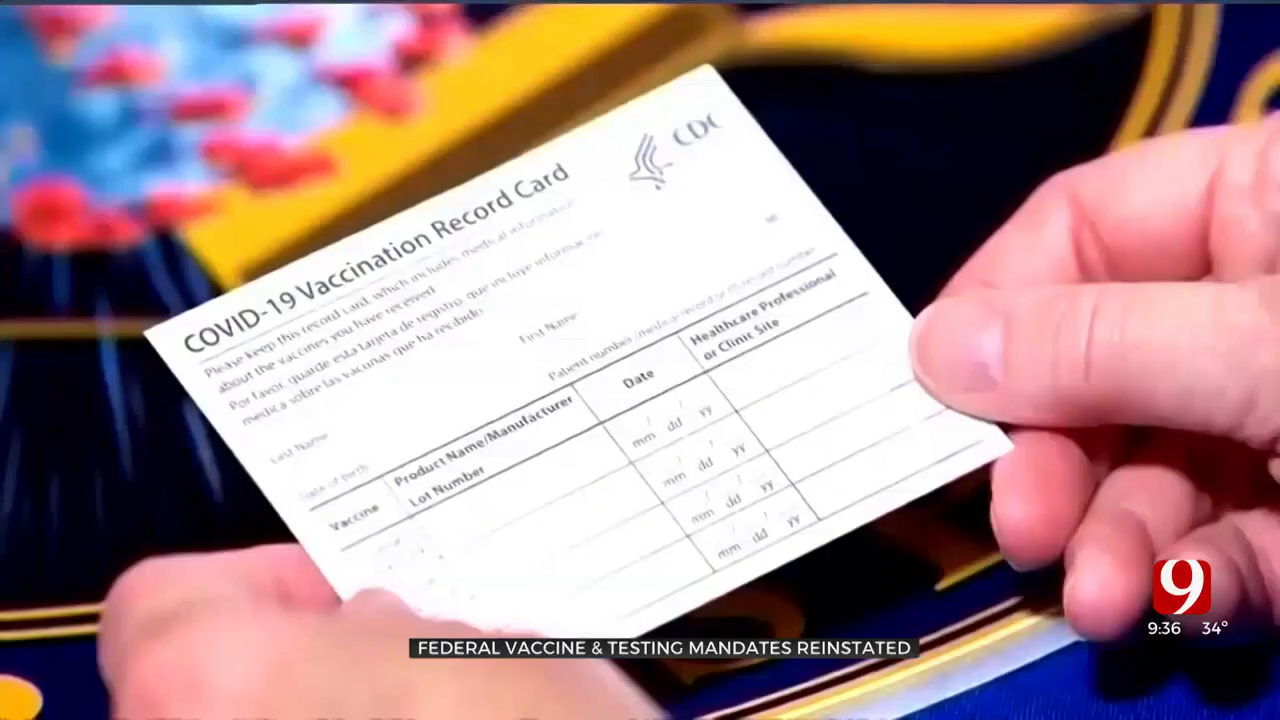 CDC
COVID-19 Vaccination Record Card
Please keep this record card, which includes medical information
about the vaccines you have received.
Por favor, guarde esta tarjeta de registro, que incluye información
médica sobre las vacunas que ha recibido.
Last Name
First Name
MI
Date of birth
Patient number (medical record or IIS record number)
Vaccine
Product Name/Manufacturer
Lot Number
Date
Healthcare Professional
or Clinic Site
mm dd yy
mm dd yy
mm dd yy
mm dd yy
9
9:36 34°
FEDERAL VACCINE & TESTING MANDATES REINSTATED